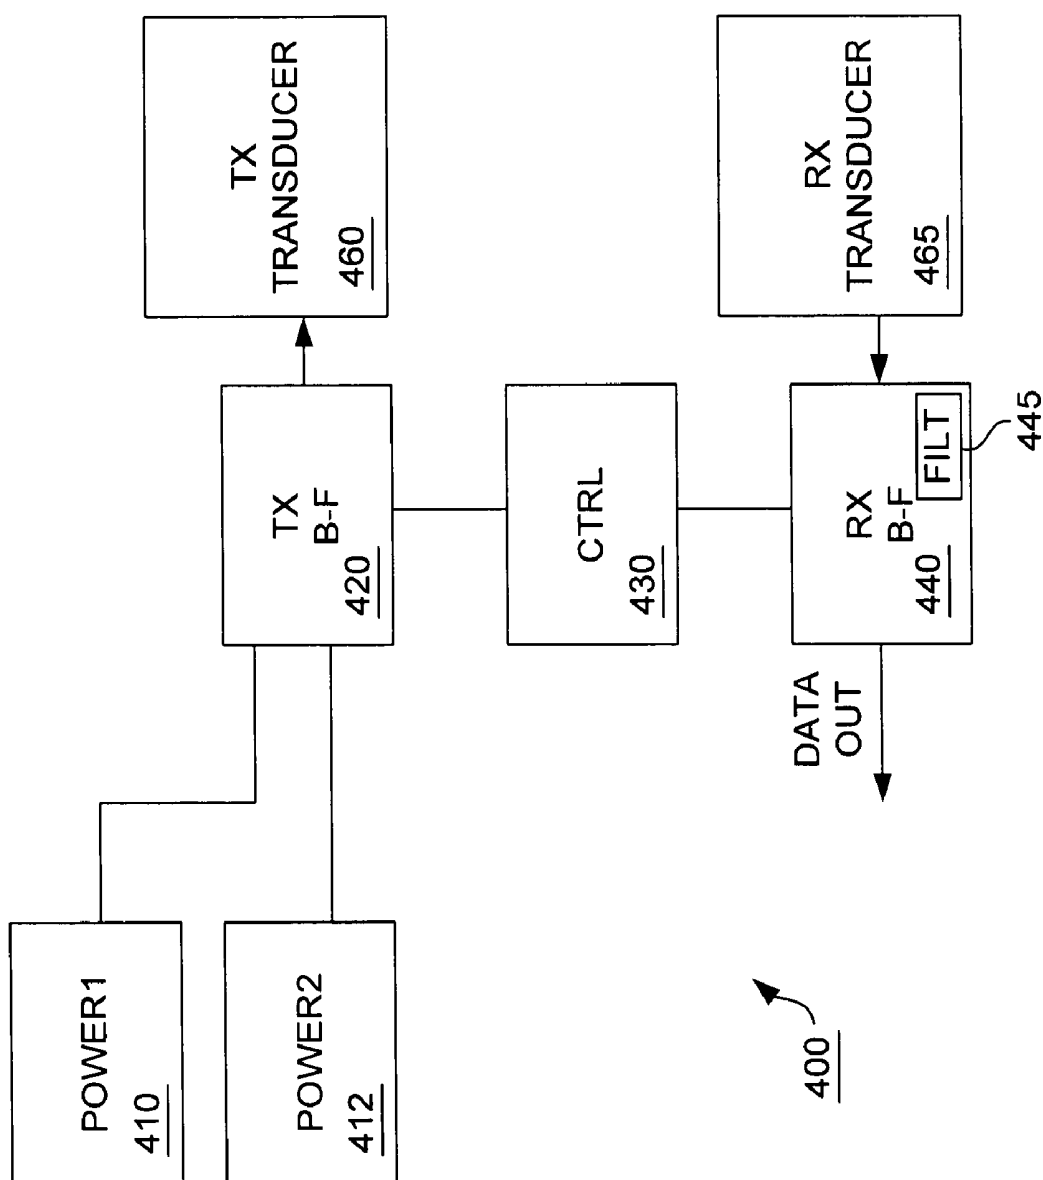 POWER1
410
POWER2
412
TX
B-F
420
TX
TRANSDUCER
460
CTRL
430
RX
B-F
440
FILT
445
RX
TRANSDUCER
465
DATA
OUT
400